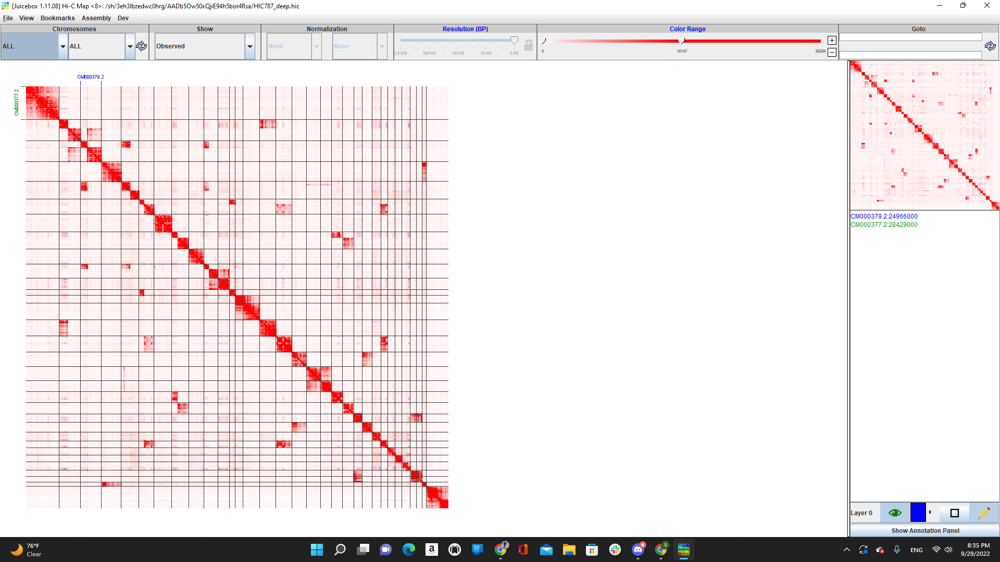 [Juicebox 1.11.08] Hi-C Map <8>: /sh/3eh3lbzedwc0hrg/AADb5Ow50xQjiE94h5bor4Rsa/HIC787_deep.hic
File View Bookmarks Assembly Dev
Chromosomes Show Normalization Resolution (BP) Color Range Goto
ALL ALL Observed None None
2.5 MB 500 KB 100 KB 25 KB 5 KB
0 18147 36294
CM000379.2
CM000377.2
CM000379.2:24966000
CM000377.2:28429000
Layer 0
Show Annotation Panel
76°F
Clear
ENG
8:35 PM
9/29/2022